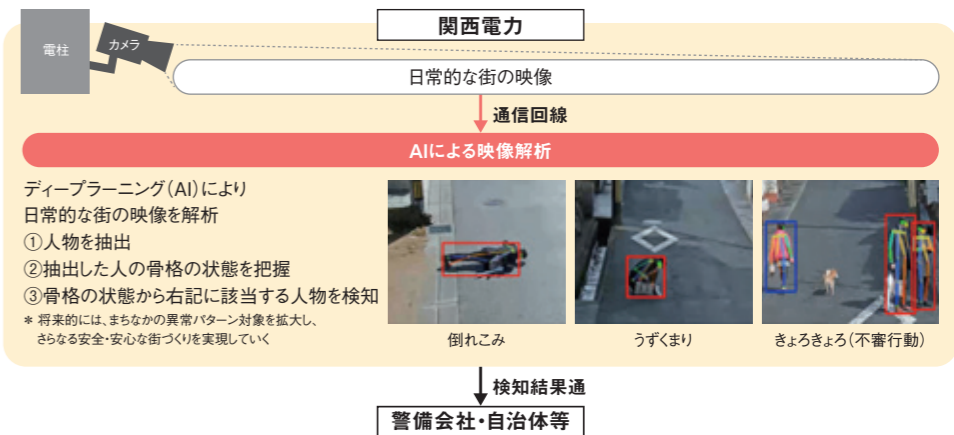 関西電力
電柱
カメラ
日常的な街の映像
通信回線
AIによる映像解析
ディープラーニング(AI)により
日常的な街の映像を解析
①人物を抽出
②抽出した人の骨格の状態を把握
③骨格の状態から右記に該当する人物を検知
* 将来的には、まちなかの異常パターン対象を拡大し、
さらなる安全・安心な街づくりを実現していく
倒れこみ
うずくまり
きょろきょろ(不審行動)
検知結果通
警備会社・自治体等